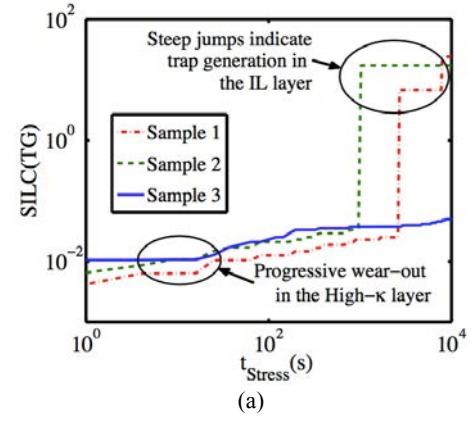 10^2
Steep jumps indicate
trap generation in
the IL layer
10^0
Sample 1
Sample 2
Sample 3
SILC(TG)
10^-2
Progressive wear-out
in the High-κ layer
10^0
10^2
10^4
t_Stress(s)
(a)